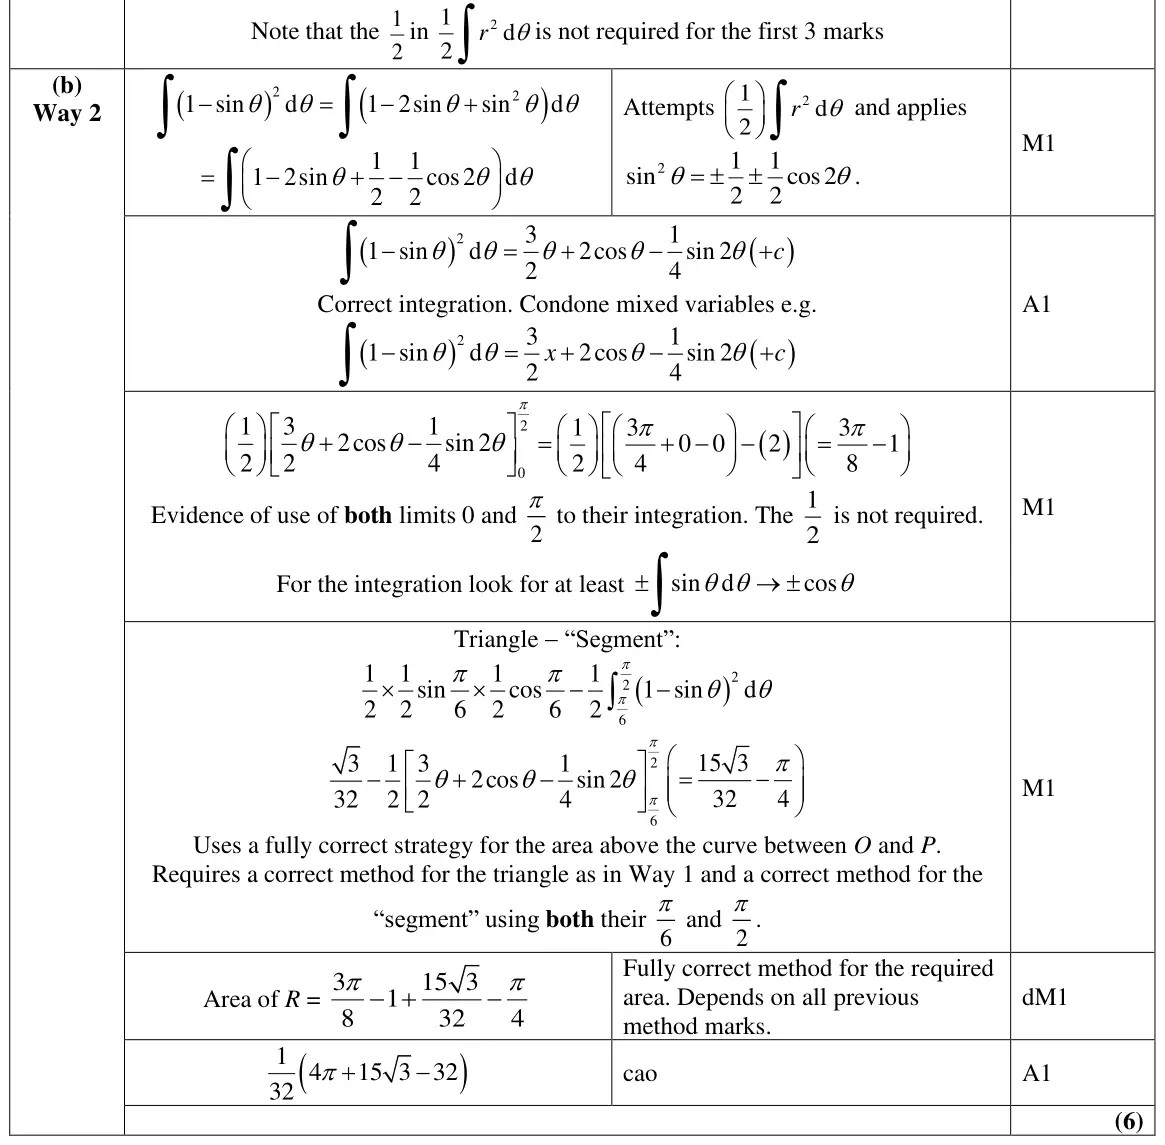 Note that the 1/2 in 1/2 ∫ r² dθ is not required for the first 3 marks
(b)
Way 2
∫(1 − sin θ)² dθ = ∫(1 − 2sin θ + sin² θ)dθ
= ∫(1 − 2sin θ + 1/2 − 1/2 cos 2θ)dθ
Attempts (1/2)∫ r² dθ and applies
sin² θ = ± 1/2 ± 1/2 cos 2θ.
M1
∫(1 − sin θ)² dθ = 3/2 θ + 2cos θ − 1/4 sin 2θ (+c)
Correct integration. Condone mixed variables e.g.
∫(1 − sin θ)² dθ = 3/2 x + 2cos θ − 1/4 sin 2θ (+c)
A1
(1/2)[3/2 θ + 2cos θ − 1/4 sin 2θ]_0^{π/2} = (1/2)[(3π/4 + 0 − 0) − (2)](= 3π/8 − 1)
Evidence of use of both limits 0 and π/2 to their integration. The 1/2 is not required.
For the integration look for at least ± ∫ sin θ dθ → ± cos θ
M1
Triangle – “Segment”:
1/2 × 1/2 sin π/6 × 1/2 cos π/6 − 1/2 ∫_{π/6}^{π/2} (1 − sin θ)² dθ
√3/32 − 1/2 [3/2 θ + 2cos θ − 1/4 sin 2θ]_{π/6}^{π/2} (= 15√3/32 − π/4)
Uses a fully correct strategy for the area above the curve between O and P.
Requires a correct method for the triangle as in Way 1 and a correct method for the
“segment” using both their π/6 and π/2.
M1
Area of R = 3π/8 − 1 + 15√3/32 − π/4
Fully correct method for the required
area. Depends on all previous
method marks.
dM1
1/32 (4π + 15√3 − 32)
cao
A1
(6)